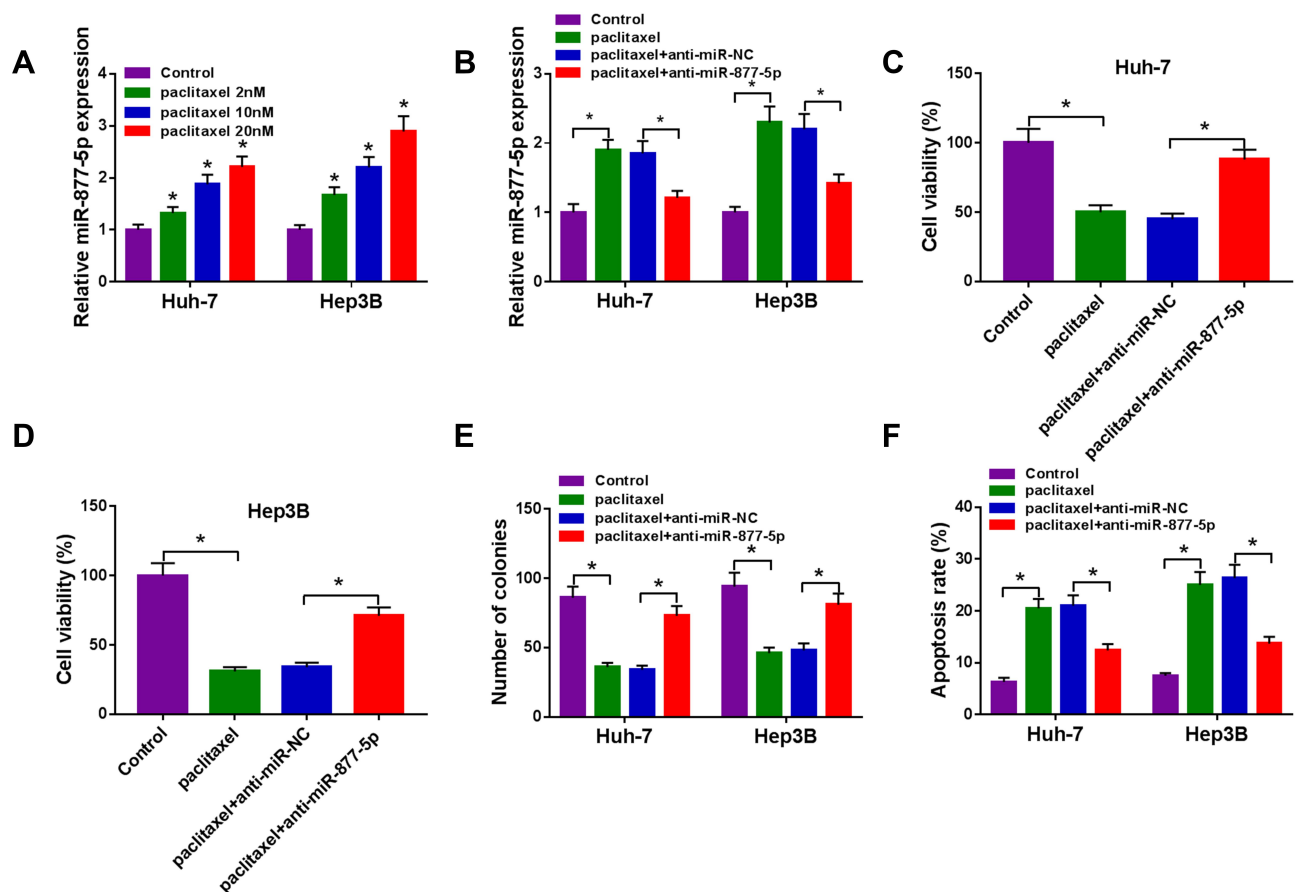 A
Relative miR-877-5p expression
Control
paclitaxel 2nM
paclitaxel 10nM
paclitaxel 20nM
4
3
2
1
0
* * * * * *
Huh-7 Hep3B
B
Relative miR-877-5p expression
Control
paclitaxel
paclitaxel+anti-miR-NC
paclitaxel+anti-miR-877-5p
3
2
1
0
* * * *
Huh-7 Hep3B
C
Huh-7
Cell viability (%)
150
100
50
0
* *
Control
paclitaxel
paclitaxel+anti-miR-NC
paclitaxel+anti-miR-877-5p
D
Hep3B
Cell viability (%)
150
100
50
0
* *
Control
paclitaxel
paclitaxel+anti-miR-NC
paclitaxel+anti-miR-877-5p
E
Number of colonies
Control
paclitaxel
paclitaxel+anti-miR-NC
paclitaxel+anti-miR-877-5p
150
100
50
0
* * * *
Huh-7 Hep3B
F
Apoptosis rate (%)
Control
paclitaxel
paclitaxel+anti-miR-NC
paclitaxel+anti-miR-877-5p
40
30
20
10
0
* * * *
Huh-7 Hep3B